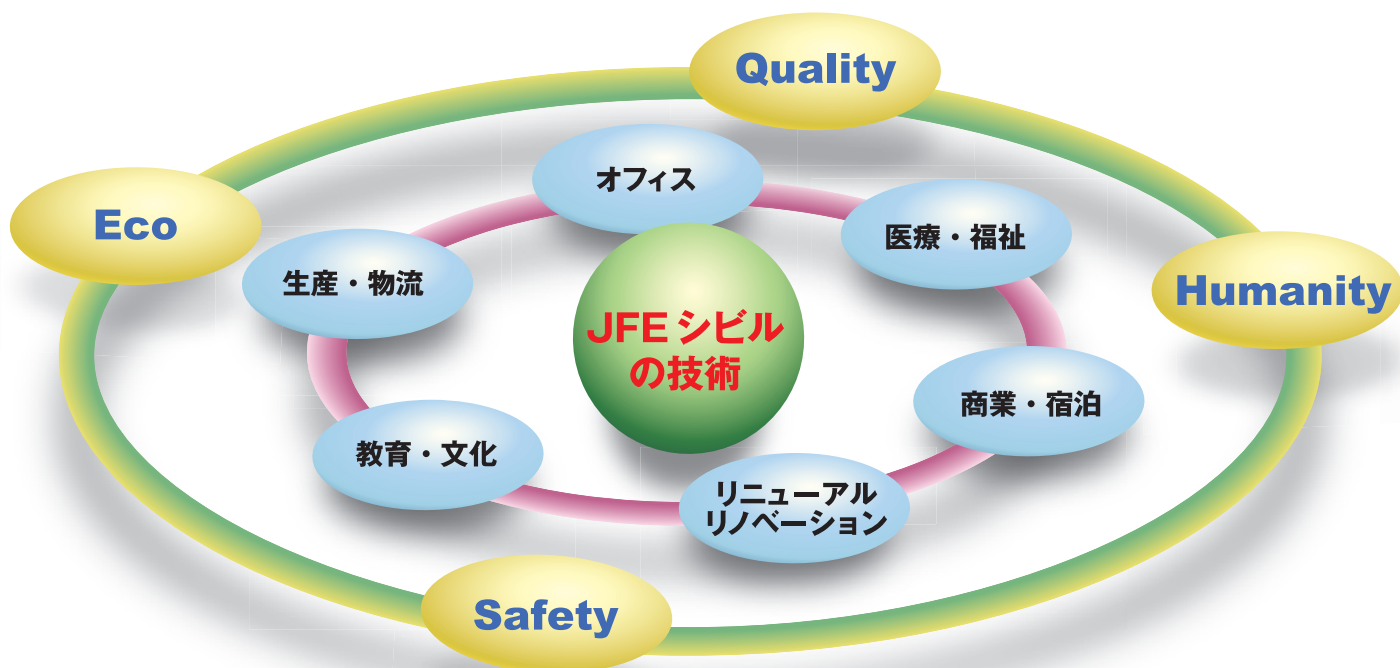 Quality
オフィス
Eco
医療・福祉
生産・物流
Humanity
JFE シビル
の技術
商業・宿泊
教育・文化
リニューアル
リノベーション
Safety